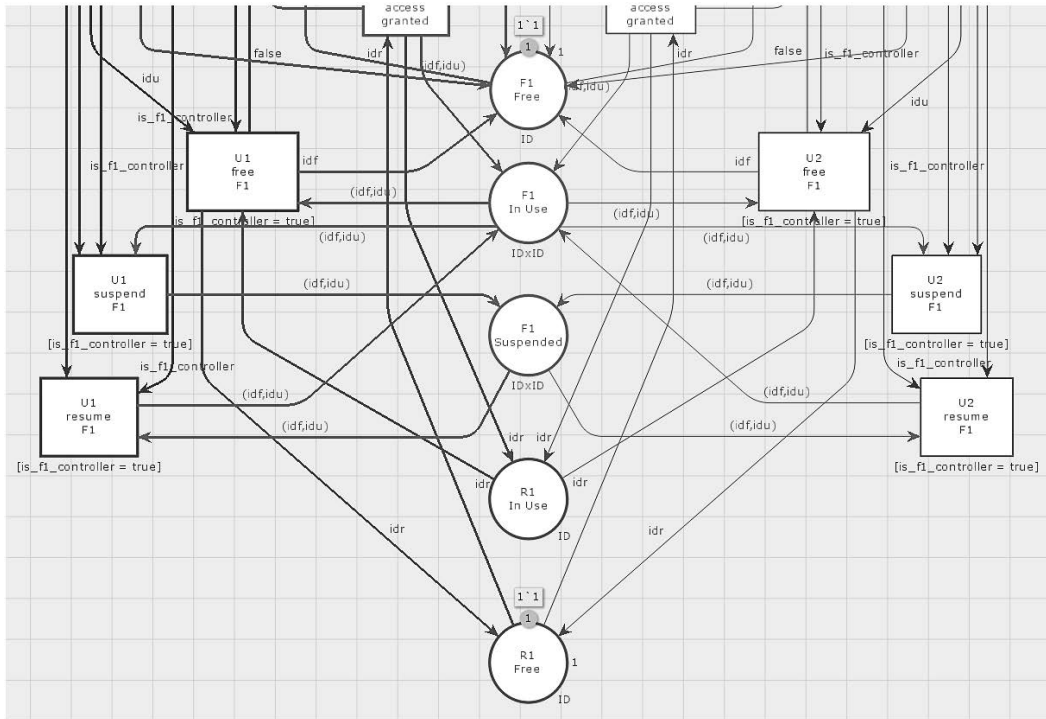 access
granted
access
granted
1`1
1
1
false
idr
(idf,idu)
idr
false
is_f1_controller
F1
Free
(idf,idu)
idu
idu
is_f1_controller
ID
U1
free
F1
idf
idf
U2
free
F1
is_f1_controller
is_f1_controller
(idf,idu)
F1
In Use
(idf,idu)
is_f1_controller = true]
[is_f1_controller = true]
(idf,idu)
(idf,idu)
IDxID
U1
suspend
F1
(idf,idu)
(idf,idu)
U2
suspend
F1
F1
Suspended
[is_f1_controller = true]
[is_f1_controller = true]
is_f1_controller
is_f1_controller
IDxID
U1
resume
F1
(idf,idu)
(idf,idu)
U2
resume
F1
(idf,idu)
(idf,idu)
idr
idr
[is_f1_controller = true]
[is_f1_controller = true]
idr
R1
In Use
idr
ID
idr
idr
1`1
1
R1
Free
1
ID